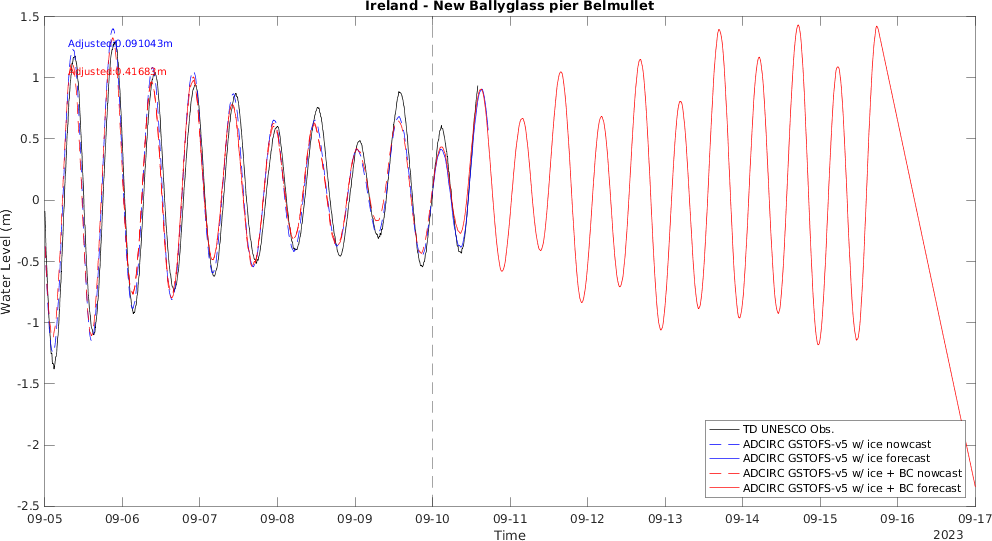 Ireland - New Ballyglass pier Belmullet
Water Level (m)
1.5
1
0.5
0
-0.5
-1
-1.5
-2
-2.5
Adjusted:0.091043m
Adjusted:0.41683m
TD UNESCO Obs.
ADCIRC GSTOFS-v5 w/ ice nowcast
ADCIRC GSTOFS-v5 w/ ice forecast
ADCIRC GSTOFS-v5 w/ ice + BC nowcast
ADCIRC GSTOFS-v5 w/ ice + BC forecast
09-05 09-06 09-07 09-08 09-09 09-10 09-11 09-12 09-13 09-14 09-15 09-16 09-17
Time
2023